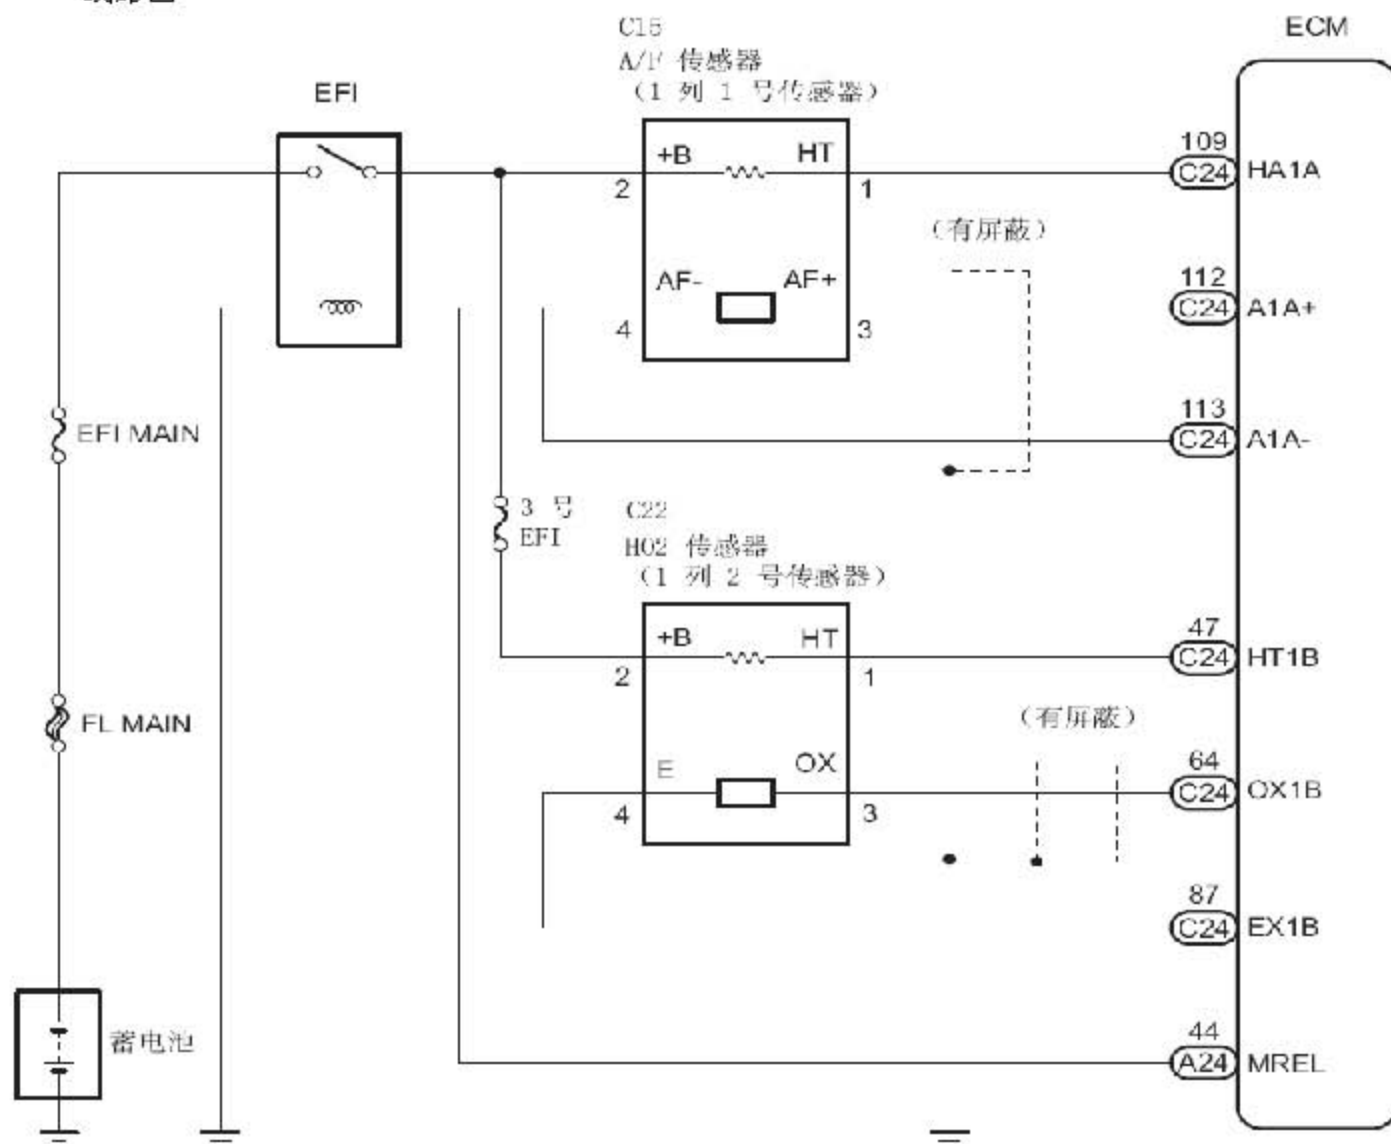 ECM
C15
A/F 传感器
（1 列 1 号传感器）
EFI
+B
HT
2
1
109
C24
HA1A
（有屏蔽）
AF-
AF+
4
3
112
C24
A1A+
113
C24
A1A-
EFI MAIN
3 号
EFI
C22
HO2 传感器
（1 列 2 号传感器）
+B
HT
2
1
47
C24
HT1B
FL MAIN
（有屏蔽）
E
OX
4
3
64
C24
OX1B
87
C24
EX1B
蓄电池
44
A24
MREL